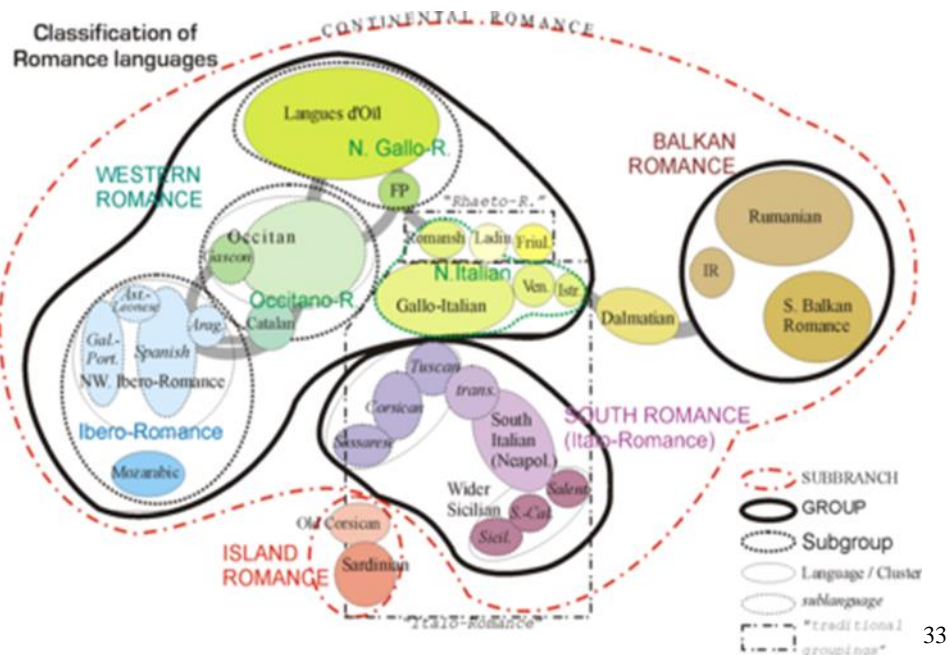 CONTINENTAL ROMANCE
Classification of
Romance languages
Langues d'Oïl
N. Gallo-R.
BALKAN
ROMANCE
WESTERN
ROMANCE
FP
"Rhaeto-R."
Rumanian
Occitan
Romansh
Ladin
Friul.
Gascon
N.Italian
IR
Ven.
Istr.
Occitano-R.
Gallo-Italian
Ast.-
Leonese
Catalan
Dalmatian
S. Balkan
Romance
Arag.
Gal.-
Port.
Spanish
NW. Ibero-Romance
Tuscan
trans.
Corsican
SOUTH ROMANCE
(Italo-Romance)
South
Italian
(Neapol.)
Ibero-Romance
Sassarese
Mozarabic
Wider
Sicilian
Salent.
S.-Cal.
Sicil.
SUBBRANCH
GROUP
Old Corsican
Subgroup
ISLAND
ROMANCE
Sardinian
Language / Cluster
sublanguage
"Italo-Romance"
"traditional
groupings"
33